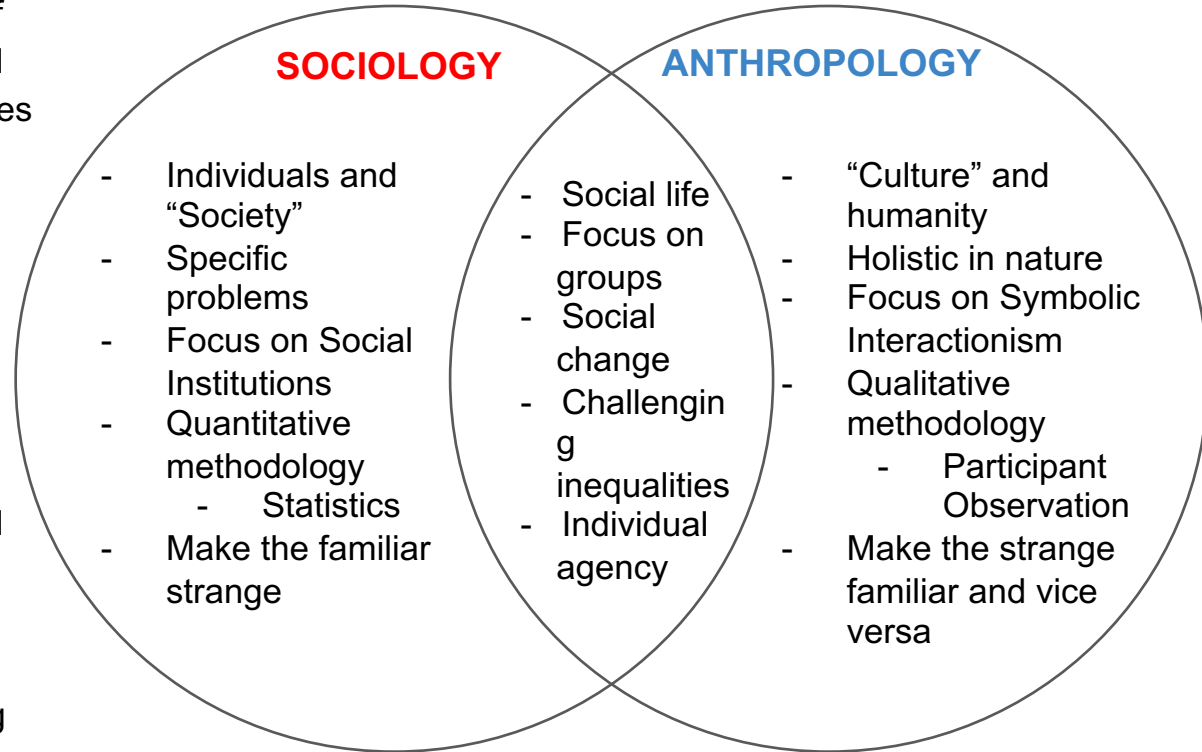 SOCIOLOGY
- Individuals and
“Society”
- Specific
problems
- Focus on Social
Institutions
- Quantitative
methodology
- Statistics
- Make the familiar
strange
- Social life
- Focus on
groups
- Social
change
- Challengin
g
inequalities
- Individual
agency
ANTHROPOLOGY
- “Culture” and
humanity
- Holistic in nature
- Focus on Symbolic
Interactionism
- Qualitative
methodology
- Participant
Observation
- Make the strange
familiar and vice
versa